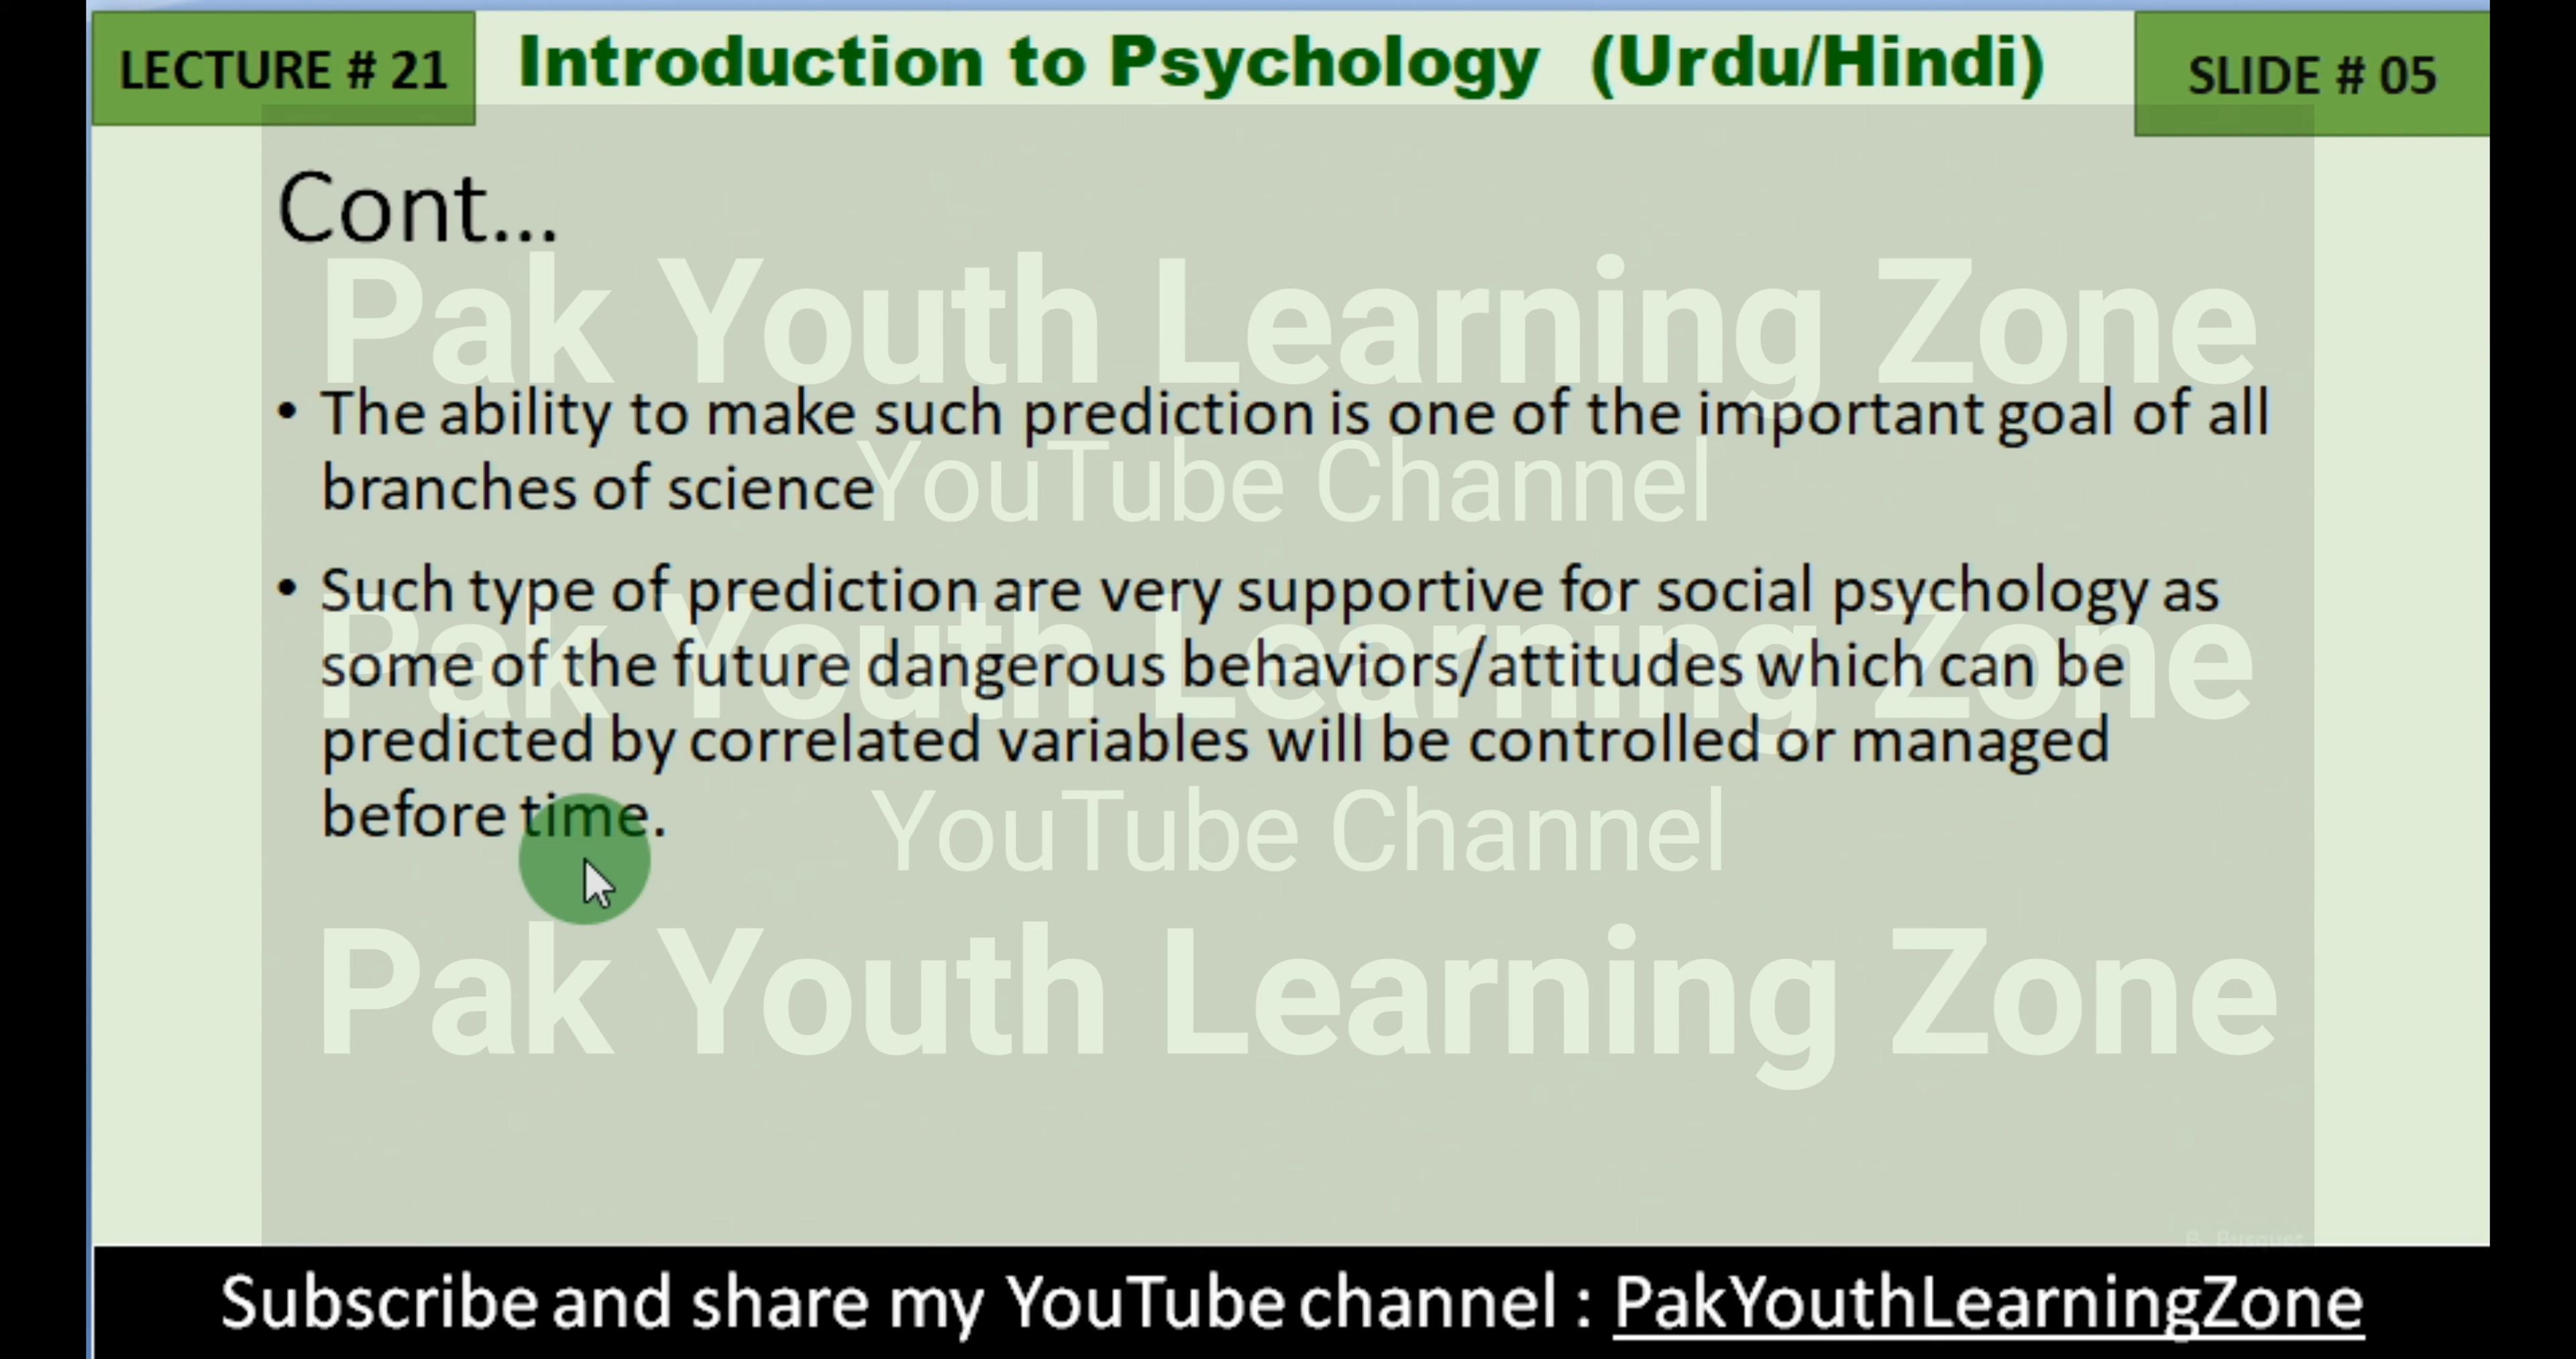 LECTURE # 21
Introduction to Psychology (Urdu/Hindi)
SLIDE # 05
Cont...
Pak Youth Learning Zone
• The ability to make such prediction is one of the important goal of all
branches of science
YouTube Channel
• Such type of prediction are very supportive for social psychology as
Pak Youth Learning Zone
some of the future dangerous behaviors/attitudes which can be
predicted by correlated variables will be controlled or managed
before time.
YouTube Channel
Pak Youth Learning Zone
Subscribe and share my YouTube channel : PakYouthLearningZone